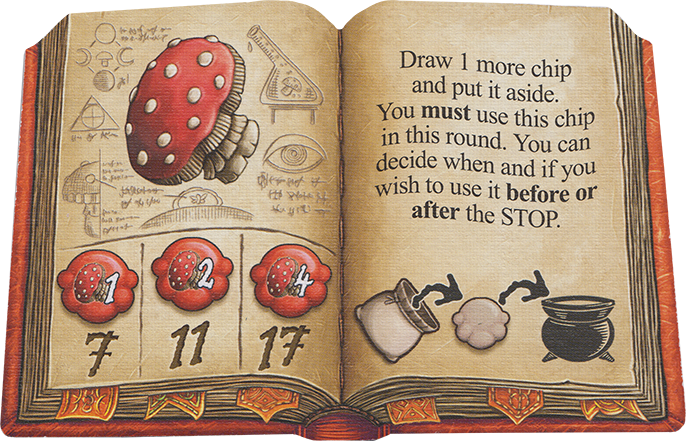 1
2
4
7
11
17
Draw 1 more chip
and put it aside.
You must use this chip
in this round. You can
decide when and if you
wish to use it before or
after the STOP.